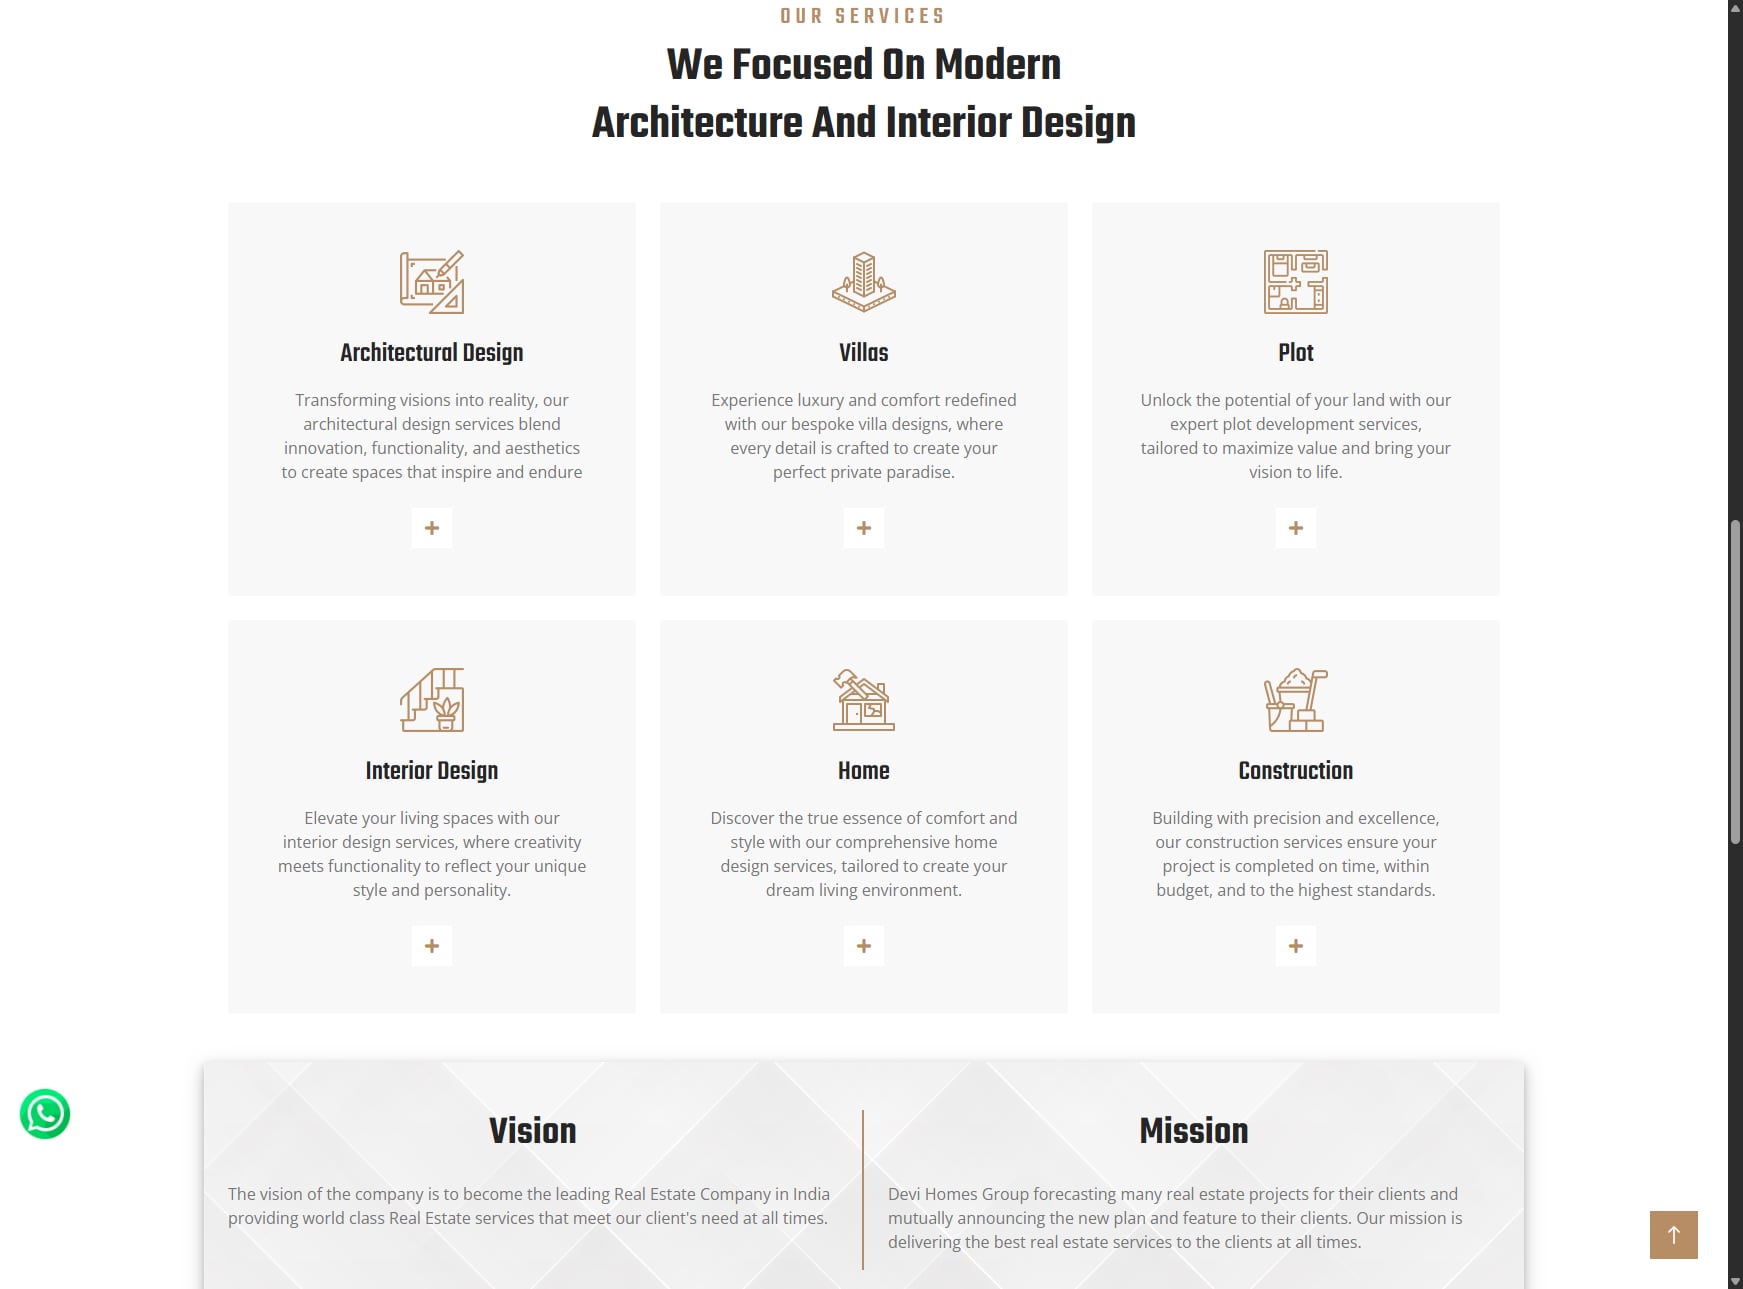 OUR SERVICES
We Focused On Modern
Architecture And Interior Design
Architectural Design
Transforming visions into reality, our
architectural design services blend
innovation, functionality, and aesthetics
to create spaces that inspire and endure
+
Villas
Experience luxury and comfort redefined
with our bespoke villa designs, where
every detail is crafted to create your
perfect private paradise.
+
Plot
Unlock the potential of your land with our
expert plot development services,
tailored to maximize value and bring your
vision to life.
+
Interior Design
Elevate your living spaces with our
interior design services, where creativity
meets functionality to reflect your unique
style and personality.
+
Home
Discover the true essence of comfort and
style with our comprehensive home
design services, tailored to create your
dream living environment.
+
Construction
Building with precision and excellence,
our construction services ensure your
project is completed on time, within
budget, and to the highest standards.
+
Vision
The vision of the company is to become the leading Real Estate Company in India
providing world class Real Estate services that meet our client's need at all times.
Mission
Devi Homes Group forecasting many real estate projects for their clients and
mutually announcing the new plan and feature to their clients. Our mission is
delivering the best real estate services to the clients at all times.